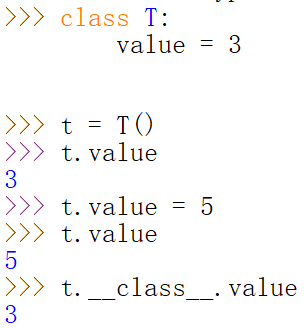 >>> class T:
        value = 3
>>> t = T()
>>> t.value
3
>>> t.value = 5
>>> t.value
5
>>> t.__class__.value
3